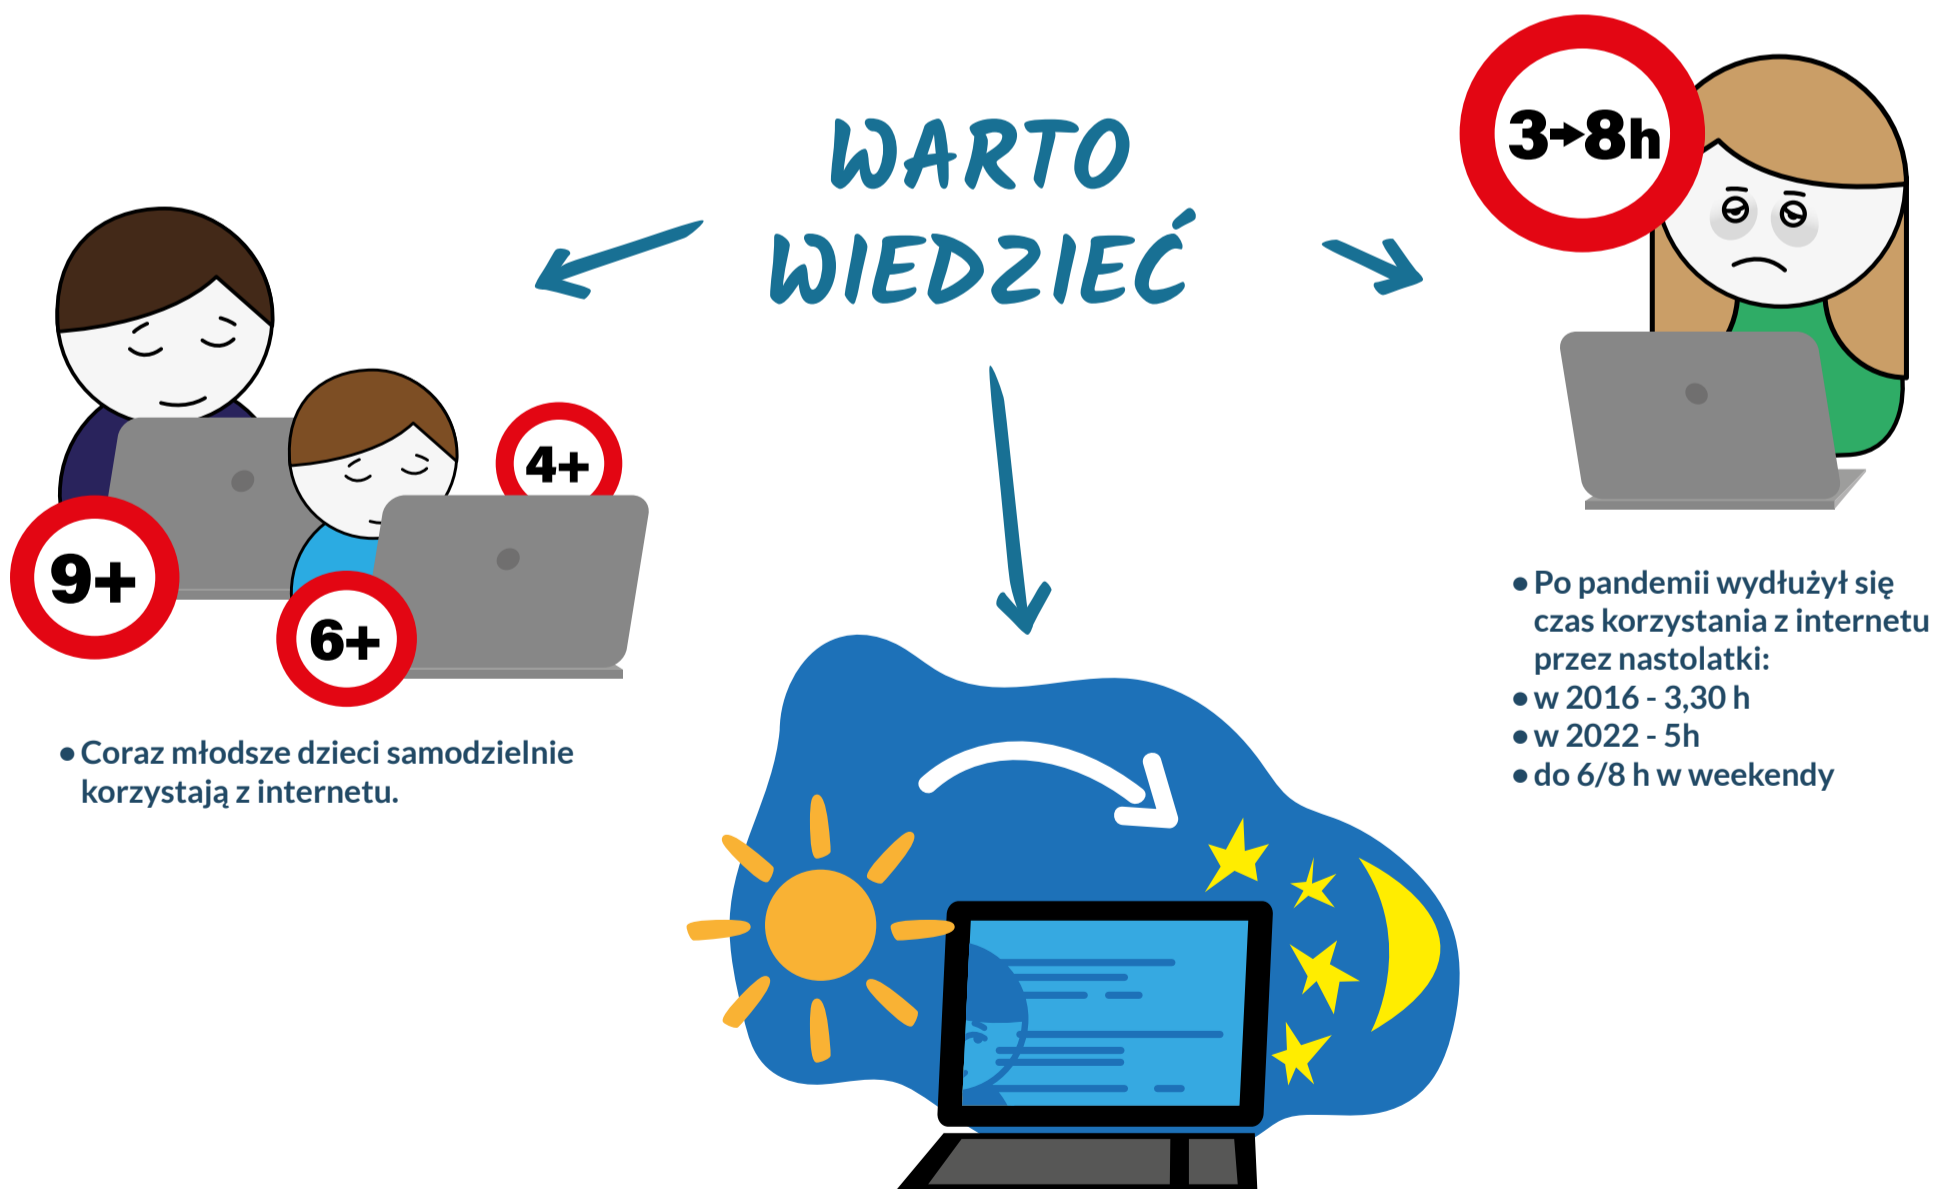 WARTO
WIEDZIEĆ
3→8h
9+
6+
4+
• Coraz młodsze dzieci samodzielnie
korzystają z internetu.
• Po pandemii wydłużył się
czas korzystania z internetu
przez nastolatki:
• w 2016 - 3,30 h
• w 2022 - 5h
• do 6/8 h w weekendy